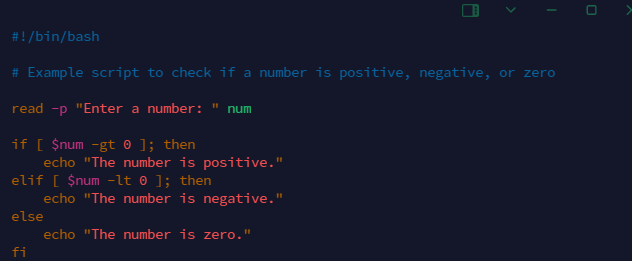 #!/bin/bash
# Example script to check if a number is positive, negative, or zero
read -p "Enter a number: " num
if [ $num -gt 0 ]; then
    echo "The number is positive."
elif [ $num -lt 0 ]; then
    echo "The number is negative."
else
    echo "The number is zero."
fi